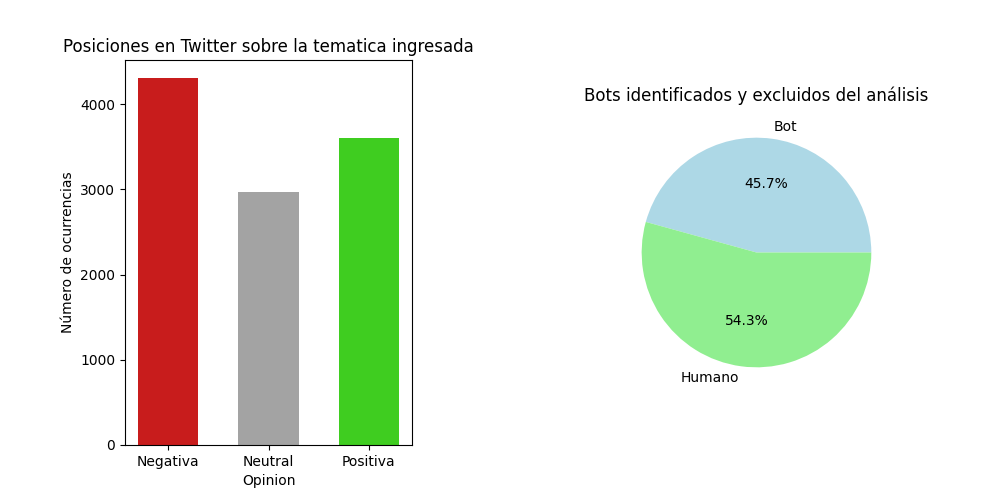 Posiciones en Twitter sobre la tematica ingresada
Número de ocurrencias
4000
3000
2000
1000
0
Negativa
Neutral
Positiva
Opinion
Bots identificados y excluidos del análisis
Bot
45.7%
54.3%
Humano